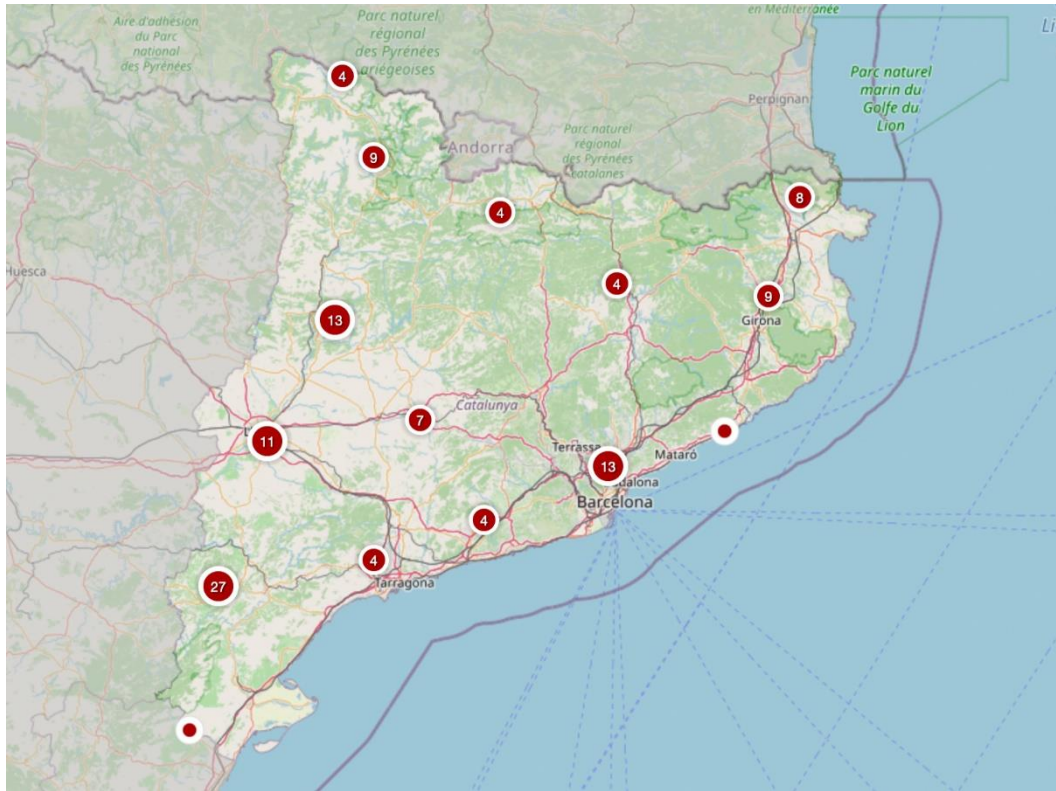 en Méditerranée
Parc naturel
régional
des Pyrénées
ariégeoises
Aire d'adhésion
du Parc
national
des Pyrénées
4
Li
Parc naturel
marin du
Golfe du
Lion
Perpignan
Parc naturel
régional
des Pyrénées
catalanes
Andorra
9
8
4
Huesca
4
9
13
Girona
Catalunya
7
11
Terrassa
Mataró
13
dalona
Barcelona
4
4
27
Tarragona